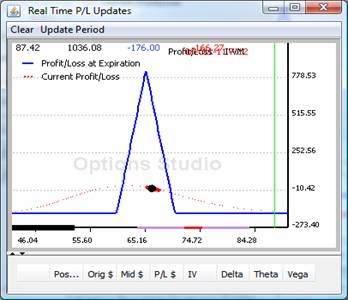 Real Time P/L Updates
Clear Update Period
87.42 1036.08 -176.00 Profit/Loss IWM
Profit/Loss at Expiration
Current Profit/Loss
778.53
515.55
252.56
-10.42
-273.40
Options Studio
46.04 55.60 65.16 74.72 84.28
Pos... Orig $ Mid $ P/L $ IV Delta Theta Vega